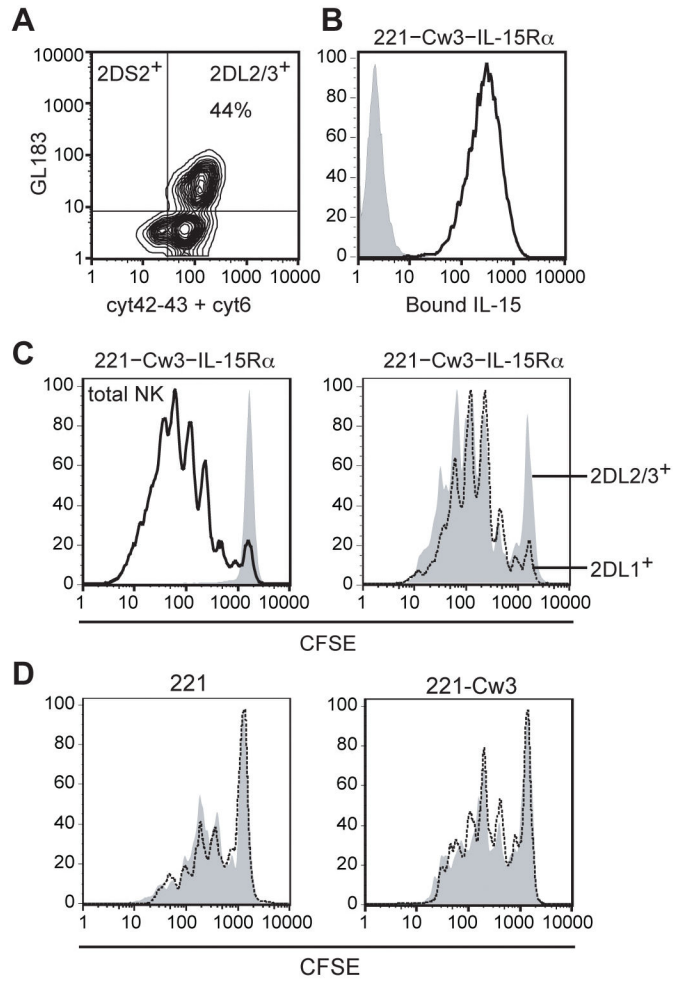 A
2DS2+
2DL2/3+
44%
GL183
10000
1000
100
10
1
1 10 100 1000 10000
cyt42-43 + cyt6
B
221−Cw3−IL-15Rα
100
80
60
40
20
0
1 10 100 1000 10000
Bound IL-15
C
221−Cw3−IL-15Rα
total NK
100
80
60
40
20
0
1 10 100 1000 10000
221−Cw3−IL-15Rα
100
80
60
40
20
0
1 10 100 1000 10000
2DL2/3+
2DL1+
CFSE
D
221
100
80
60
40
20
0
1 10 100 1000 10000
221-Cw3
100
80
60
40
20
0
1 10 100 1000 10000
CFSE